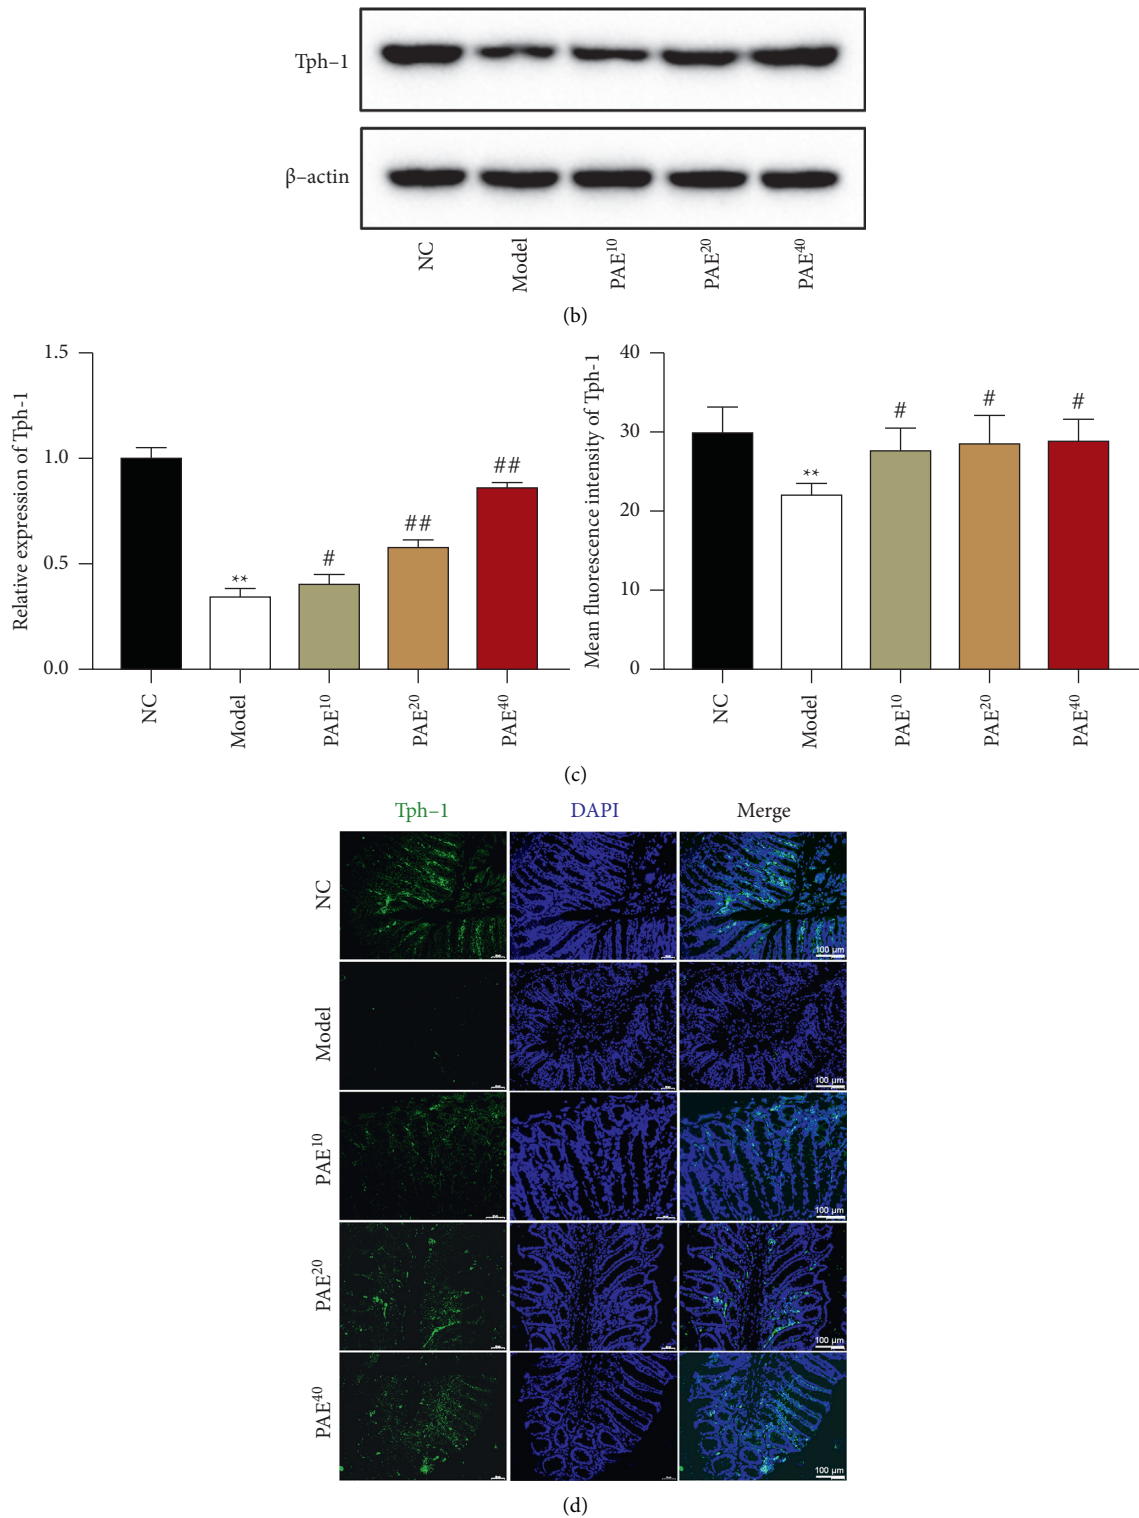 Tph–1
β–actin
NC
Model
PAE10
PAE20
PAE40
(b)
Relative expression of Tph-1
1.5
1.0
0.5
0.0
**
#
##
##
NC
Model
PAE10
PAE20
PAE40
Mean fluorescence intensity of Tph-1
40
30
20
10
0
**
#
#
#
NC
Model
PAE10
PAE20
PAE40
(c)
Tph–1 DAPI Merge
NC
100 μm
Model
100 μm
PAE10
100 μm
PAE20
100 μm
PAE40
100 μm
(d)